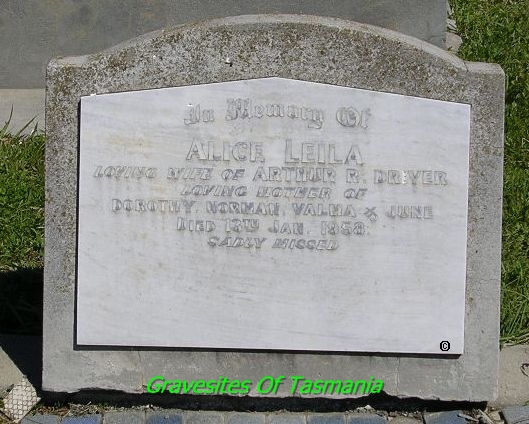 In Memory Of
ALICE LEILA
LOVING WIFE OF ARTHUR R. DREVER
LOVING MOTHER OF
DOROTHY, NORMAN, VALMA & JUNE
DIED 13TH JAN. 1958.
SADLY MISSED
©
Gravesites Of Tasmania